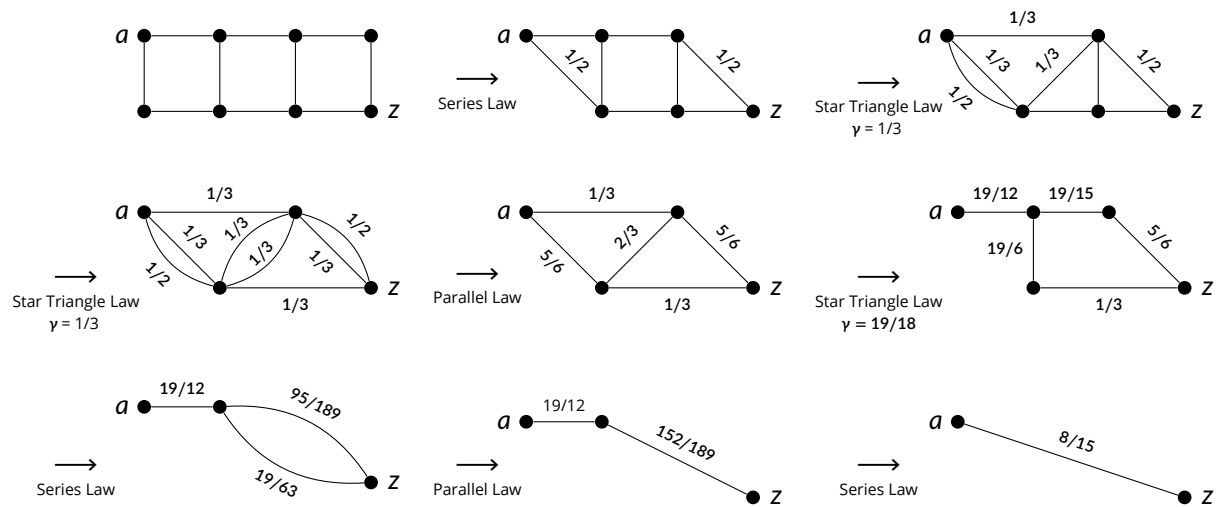 a
z
Series Law
a
1/2
1/2
z
Star Triangle Law
γ = 1/3
1/3
a
1/3
1/3
1/2
1/2
z
Star Triangle Law
γ = 1/3
1/3
a
1/3
1/3
1/3
1/2
1/2
1/3
z
1/3
Parallel Law
1/3
a
5/6
2/3
5/6
z
1/3
Star Triangle Law
γ = 19/18
19/12 19/15
a
19/6
5/6
z
1/3
Series Law
19/12
a
95/189
19/63
z
Parallel Law
19/12
a
152/189
z
Series Law
a
8/15
z